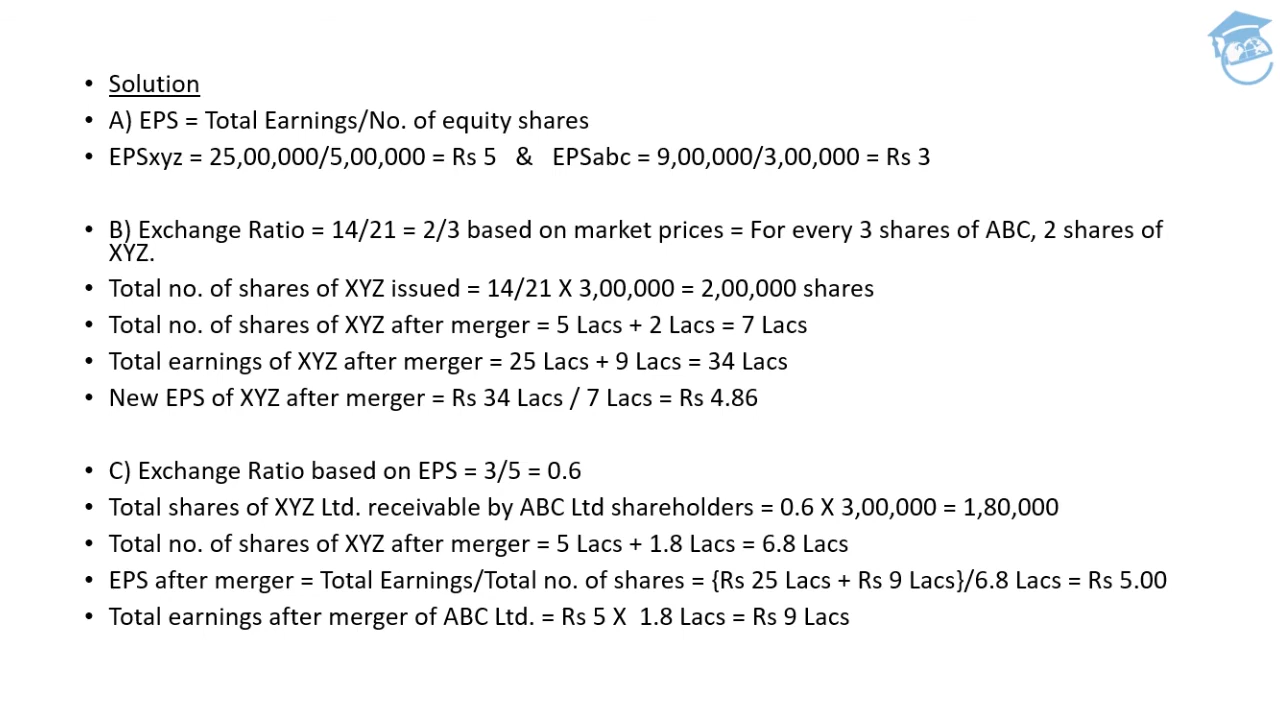 • Solution
• A) EPS = Total Earnings/No. of equity shares
• EPSxyz = 25,00,000/5,00,000 = Rs 5 & EPSabc = 9,00,000/3,00,000 = Rs 3
• B) Exchange Ratio = 14/21 = 2/3 based on market prices = For every 3 shares of ABC, 2 shares of
XYZ.
• Total no. of shares of XYZ issued = 14/21 X 3,00,000 = 2,00,000 shares
• Total no. of shares of XYZ after merger = 5 Lacs + 2 Lacs = 7 Lacs
• Total earnings of XYZ after merger = 25 Lacs + 9 Lacs = 34 Lacs
• New EPS of XYZ after merger = Rs 34 Lacs / 7 Lacs = Rs 4.86
• C) Exchange Ratio based on EPS = 3/5 = 0.6
• Total shares of XYZ Ltd. receivable by ABC Ltd shareholders = 0.6 X 3,00,000 = 1,80,000
• Total no. of shares of XYZ after merger = 5 Lacs + 1.8 Lacs = 6.8 Lacs
• EPS after merger = Total Earnings/Total no. of shares = {Rs 25 Lacs + Rs 9 Lacs}/6.8 Lacs = Rs 5.00
• Total earnings after merger of ABC Ltd. = Rs 5 X 1.8 Lacs = Rs 9 Lacs